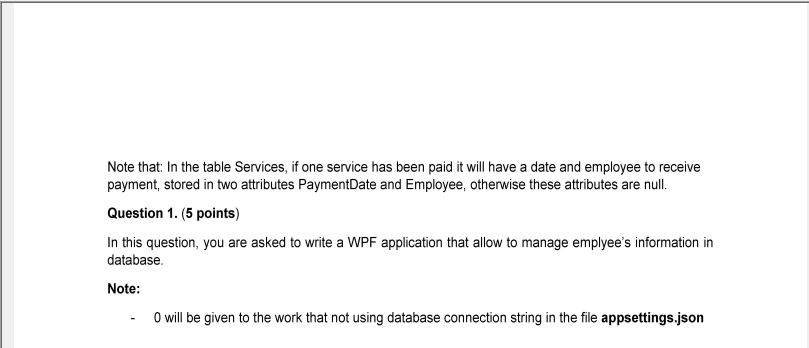 Note that: In the table Services, if one service has been paid it will have a date and employee to receive
payment, stored in two attributes PaymentDate and Employee, otherwise these attributes are null.
Question 1. (5 points)
In this question, you are asked to write a WPF application that allow to manage emplyee's information in
database.
Note:
- 0 will be given to the work that not using database connection string in the file appsettings.json